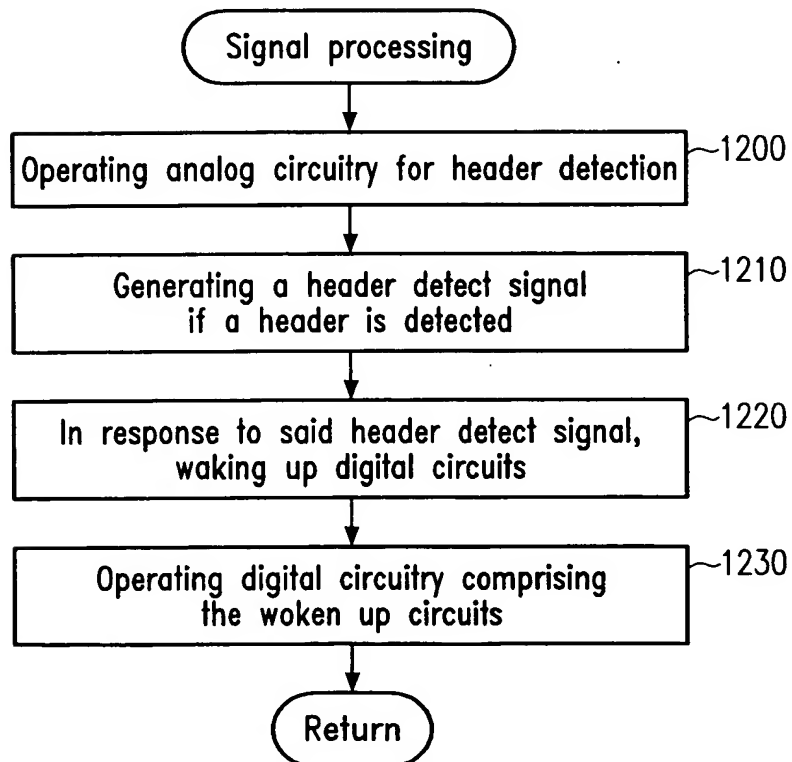 Signal processing
Operating analog circuitry for header detection
1200
Generating a header detect signal
if a header is detected
1210
In response to said header detect signal,
waking up digital circuits
1220
Operating digital circuitry comprising
the woken up circuits
1230
Return